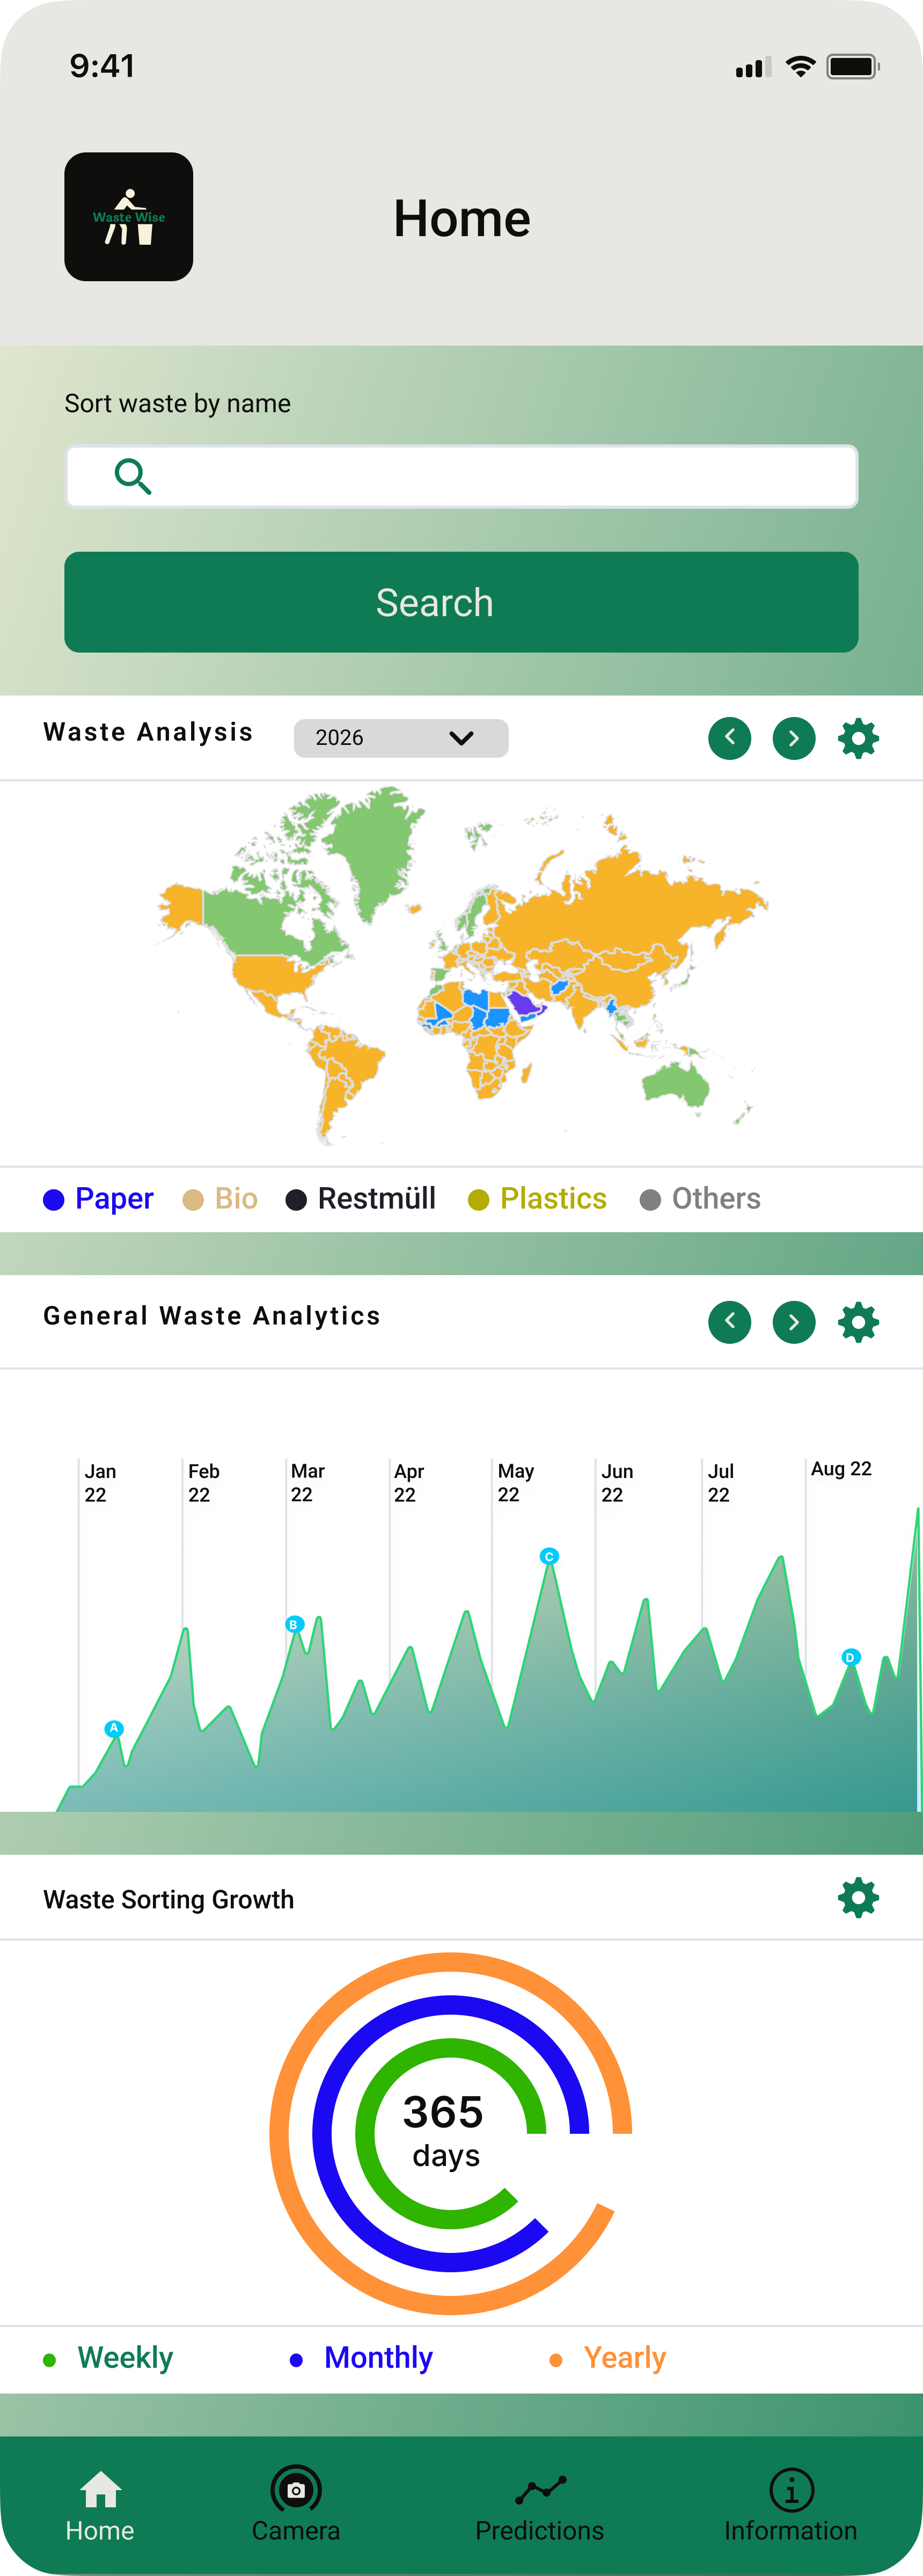 9:41
Waste Wise
Home
Sort waste by name
Search
Waste Analysis
2026
Paper
Bio
Restmüll
Plastics
Others
General Waste Analytics
Jan
22
Feb
22
Mar
22
Apr
22
May
22
Jun
22
Jul
22
Aug 22
A
B
C
D
Waste Sorting Growth
365
days
Weekly
Monthly
Yearly
Home
Camera
Predictions
Information